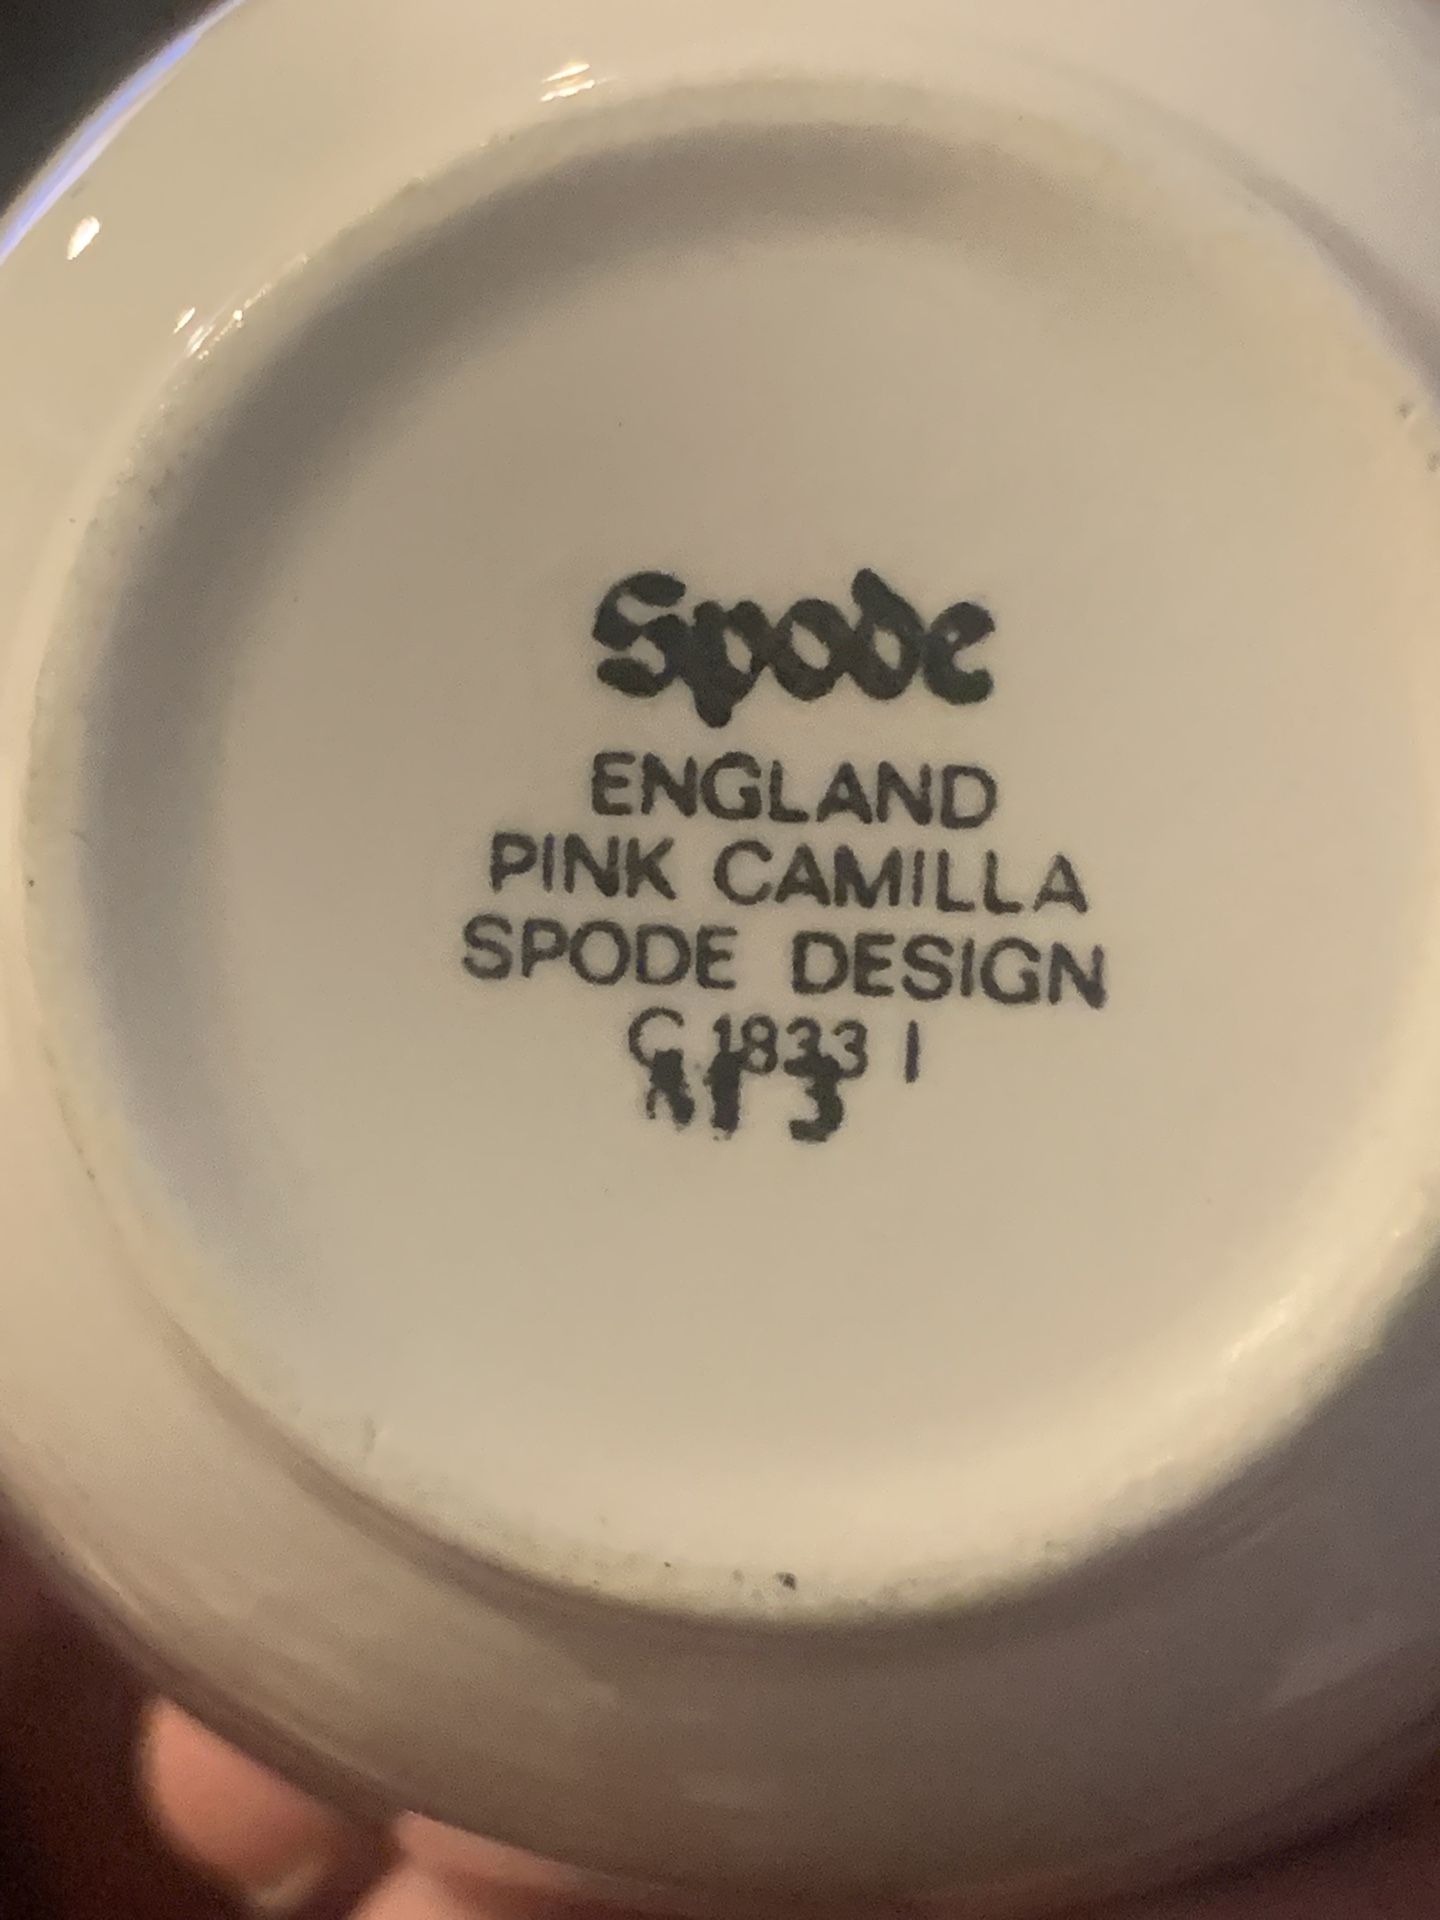 Spode
ENGLAND
PINK CAMILLA
SPODE DESIGN
C 1833 I